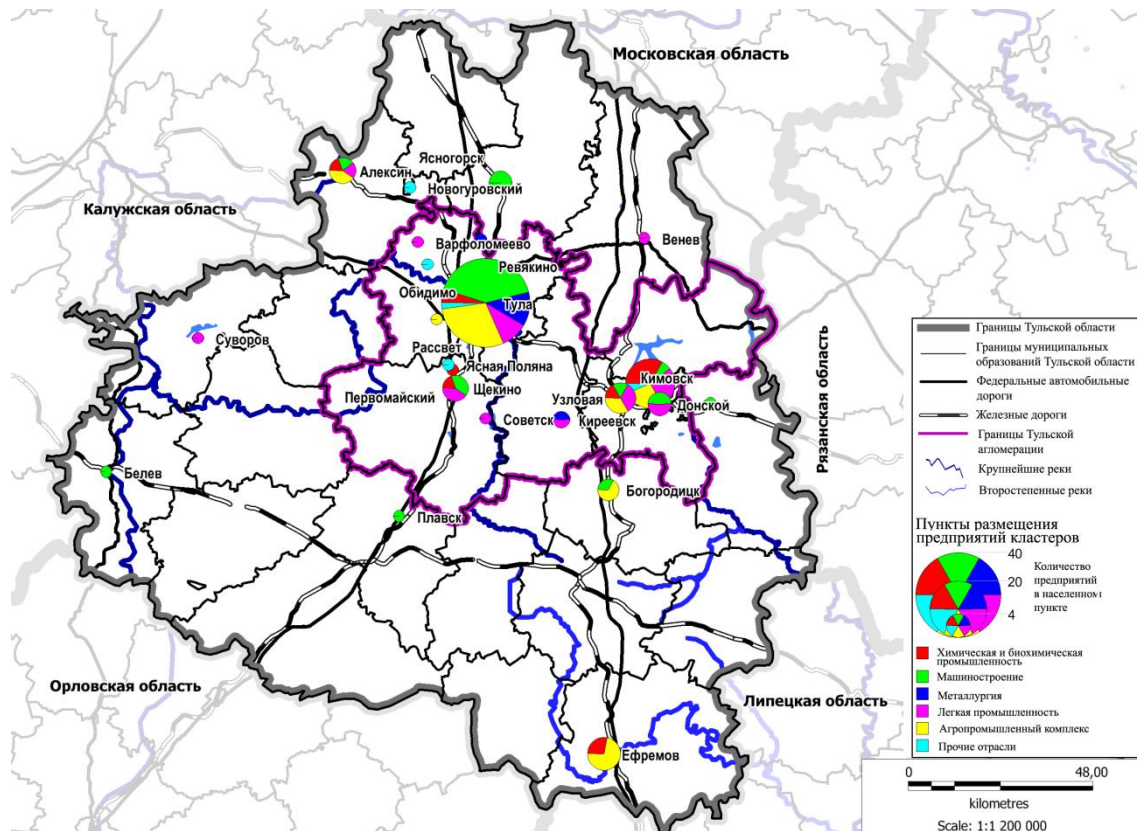 Московская область
Ясногорск
Алексин
Новогуровский
Калужская область
Варфоломеево
Венев
Ревякино
Обидимо
Тула
Суворов
Рассвет
Ясная Поляна
Кимовск
Первомайский
Щекино
Узловая
Донской
Советск
Киреевск
Рязанская область
Белев
Богородицк
Плавск
Орловская область
Липецкая область
Ефремов
Границы Тульской области
Границы муниципальных
образований Тульской области
Федеральные автомобильные
дороги
Железные дороги
Границы Тульской
агломерации
Крупнейшие реки
Второстепенные реки
Пункты размещения
предприятий кластеров
40
20
4
Количество
предприятий
в населенном
пункте
Химическая и биохимическая
промышленность
Машиностроение
Металлургия
Легкая промышленность
Агропромышленный комплекс
Прочие отрасли
0 48,00
kilometres
Scale: 1:1 200 000